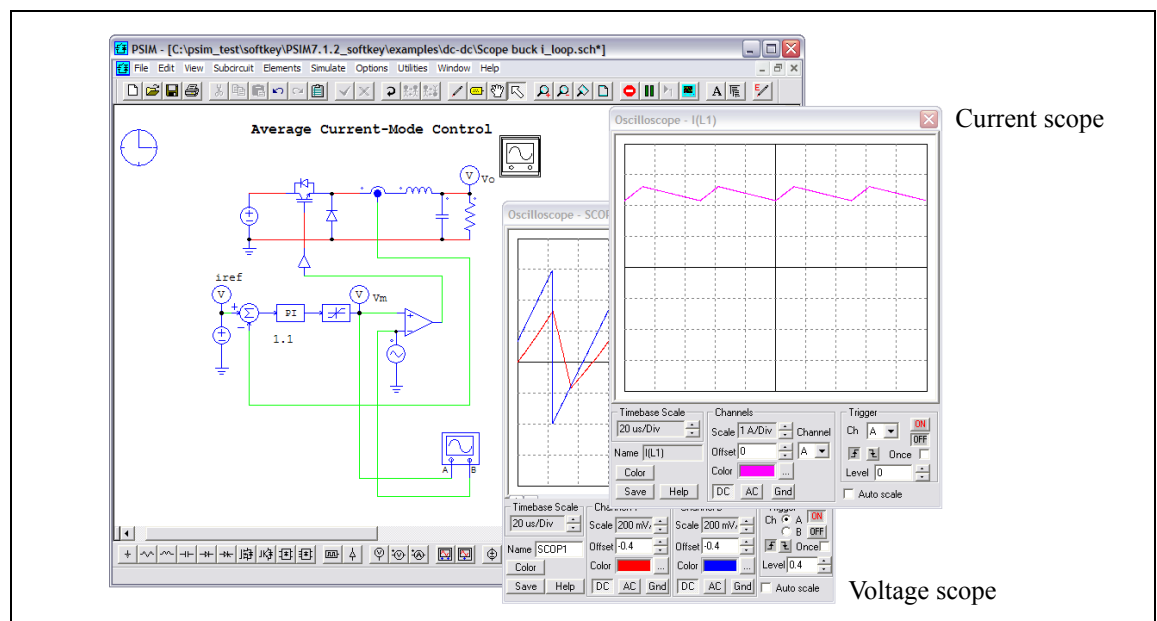 PSIM - [C:\psim_test\softkey\PSIM7.1.2_softkey\examples\dc-dc\Scope buck i_loop.sch*]
File Edit View Subcircuit Elements Simulate Options Utilities Window Help
Average Current-Mode Control
V Vo
iref
V
V Vm
PI
1.1
A B
Oscilloscope - I(L1)
Current scope
Timebase Scale
20 us/Div
Name I(L1)
Color
Save Help
Channels
Scale 1 A/Div Channel
Offset 0 A
Color ...
DC AC Gnd
Trigger
Ch A ON
OFF
Once
Level 0
Auto scale
Oscilloscope - SCOP
Timebase Scale
20 us/Div
Name SCOP1
Color
Save Help
Scale 200 mV/
Offset -0.4
Color ...
DC AC Gnd
Scale 200 mV/
Offset -0.4
Color ...
DC AC Gnd
Ch A ON
B OFF
Once
Level 0.4
Auto scale
Voltage scope